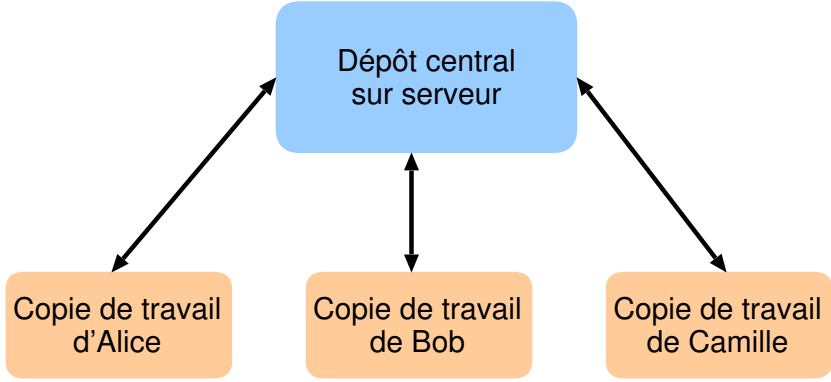 Dépôt central
sur serveur
Copie de travail
d’Alice
Copie de travail
de Bob
Copie de travail
de Camille